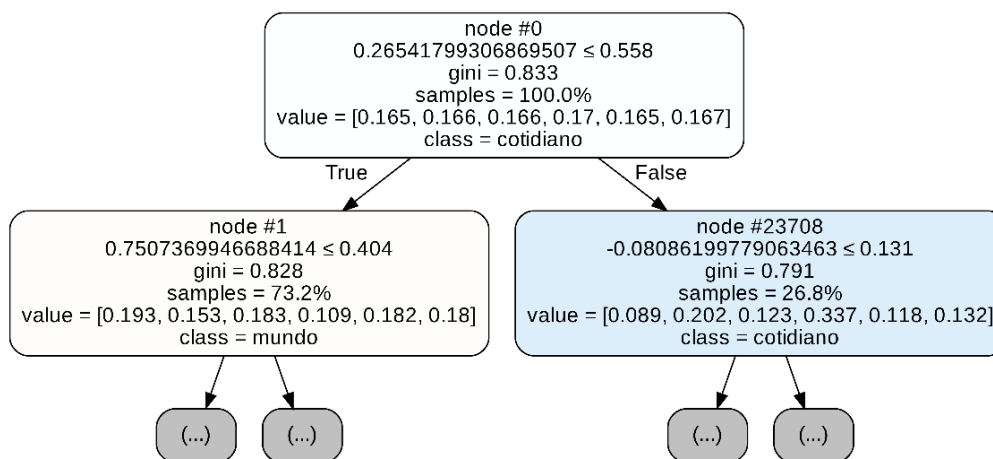 node #0
0.26541799306869507 ≤ 0.558
gini = 0.833
samples = 100.0%
value = [0.165, 0.166, 0.166, 0.17, 0.165, 0.167]
class = cotidiano
True
False
node #1
0.7507369946688414 ≤ 0.404
gini = 0.828
samples = 73.2%
value = [0.193, 0.153, 0.183, 0.109, 0.182, 0.18]
class = mundo
node #23708
-0.08086199779063463 ≤ 0.131
gini = 0.791
samples = 26.8%
value = [0.089, 0.202, 0.123, 0.337, 0.118, 0.132]
class = cotidiano
(...)
(...)
(...)
(...)